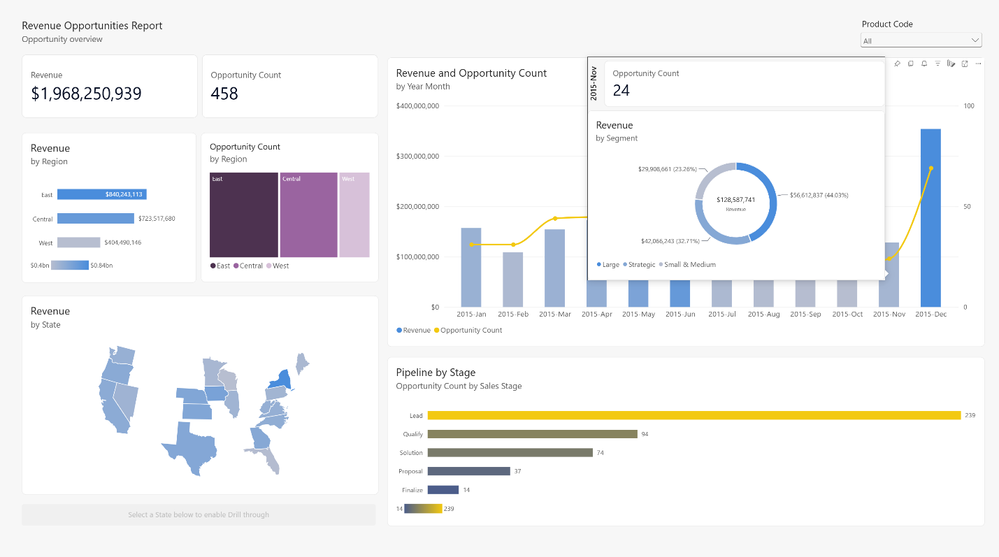 Revenue Opportunities Report
Opportunity overview
Product Code
All
Revenue
$1,968,250,939
Opportunity Count
458
Revenue
by Region
East
$840,243,113
Central
$723,517,680
West
$404,490,146
$0.4bn
$0.84bn
Opportunity Count
by Region
East
Central
West
East Central West
Revenue
by State
Select a State below to enable Drill through
Revenue and Opportunity Count
by Year Month
$400,000,000
$300,000,000
$200,000,000
$100,000,000
$0
100
50
0
2015-Jan 2015-Feb 2015-Mar 2015-Apr 2015-May 2015-Jun 2015-Jul 2015-Aug 2015-Sep 2015-Oct 2015-Nov 2015-Dec
Revenue Opportunity Count
2015-Nov
Opportunity Count
24
Revenue
by Segment
$29,908,661 (23.26%)
$56,612,837 (44.03%)
$128,587,741
Revenue
$42,066,243 (32.71%)
Large Strategic Small & Medium
Pipeline by Stage
Opportunity Count by Sales Stage
Lead
239
Qualify
94
Solution
74
Proposal
37
Finalize
14
14
239